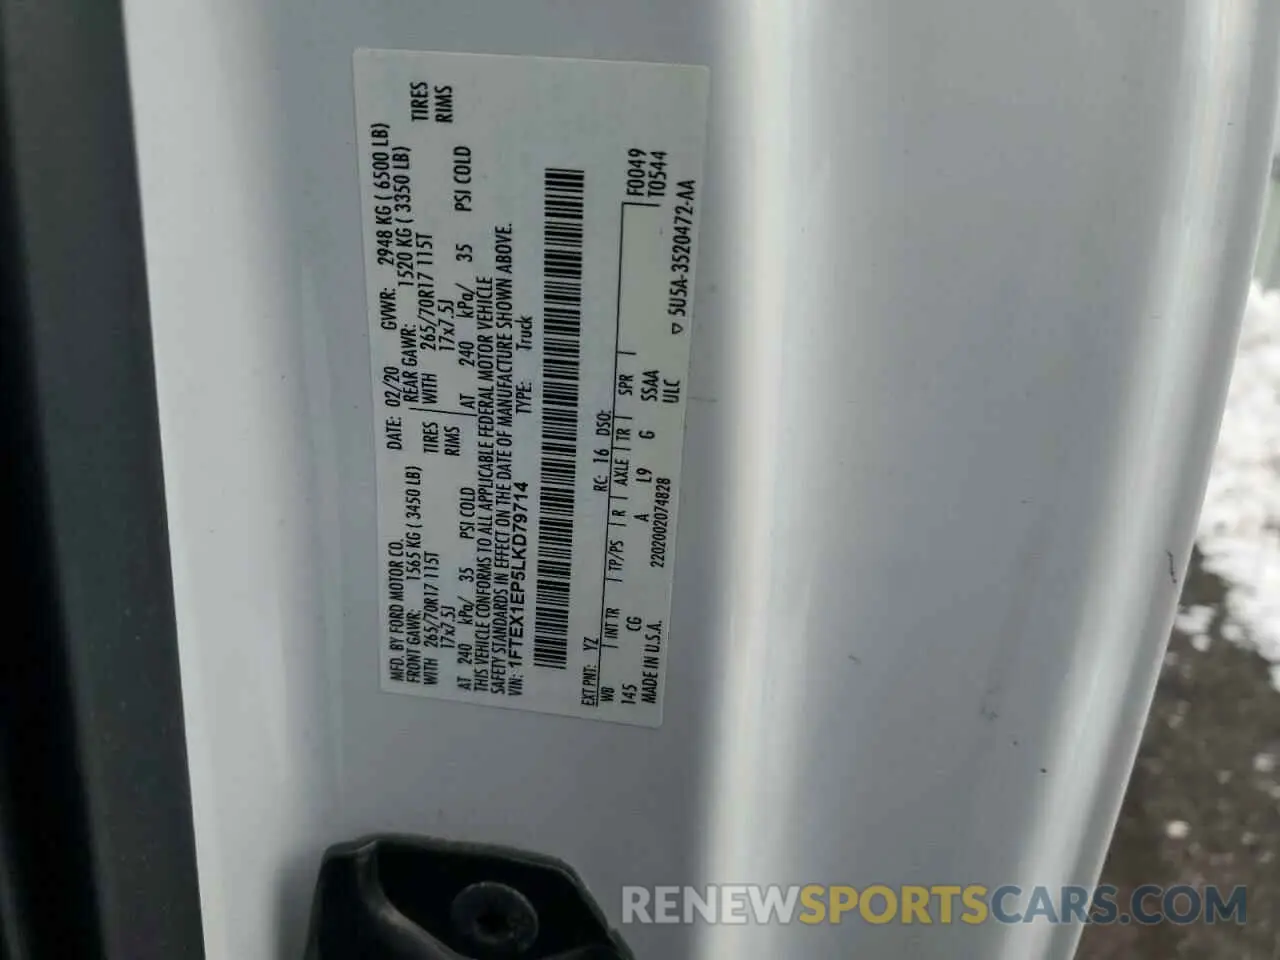 MFD. BY FORD MOTOR CO. DATE: 02/20 GVWR: 2948 KG ( 6500 LB)
FRONT GAWR: 1565 KG ( 3450 LB) REAR GAWR: 1520 KG ( 3350 LB)
WITH 265/70R17 115T TIRES WITH 265/70R17 115T TIRES
17x7.5J RIMS 17x7.5J RIMS
AT 240 kPa/ 35 PSI COLD AT 240 kPa/ 35 PSI COLD
THIS VEHICLE CONFORMS TO ALL APPLICABLE FEDERAL MOTOR VEHICLE
SAFETY STANDARDS IN EFFECT ON THE DATE OF MANUFACTURE SHOWN ABOVE.
VIN: 1FTEX1EP5LKD79714 TYPE: Truck
EXT PNT: YZ RC: 16 DSO:
WB INT TR TP/PS R AXLE TR SPR F0049
145 CG A L9 G SSAA T0544
MADE IN U.S.A. 2202002074828 ULC
▽ 5U5A-3520472-AA
RENEWSPORTSCARS.COM